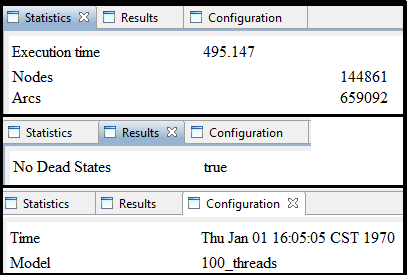 Statistics Results Configuration
Execution time 495.147
Nodes 144861
Arcs 659092
Statistics Results Configuration
No Dead States true
Statistics Results Configuration
Time Thu Jan 01 16:05:05 CST 1970
Model 100_threads